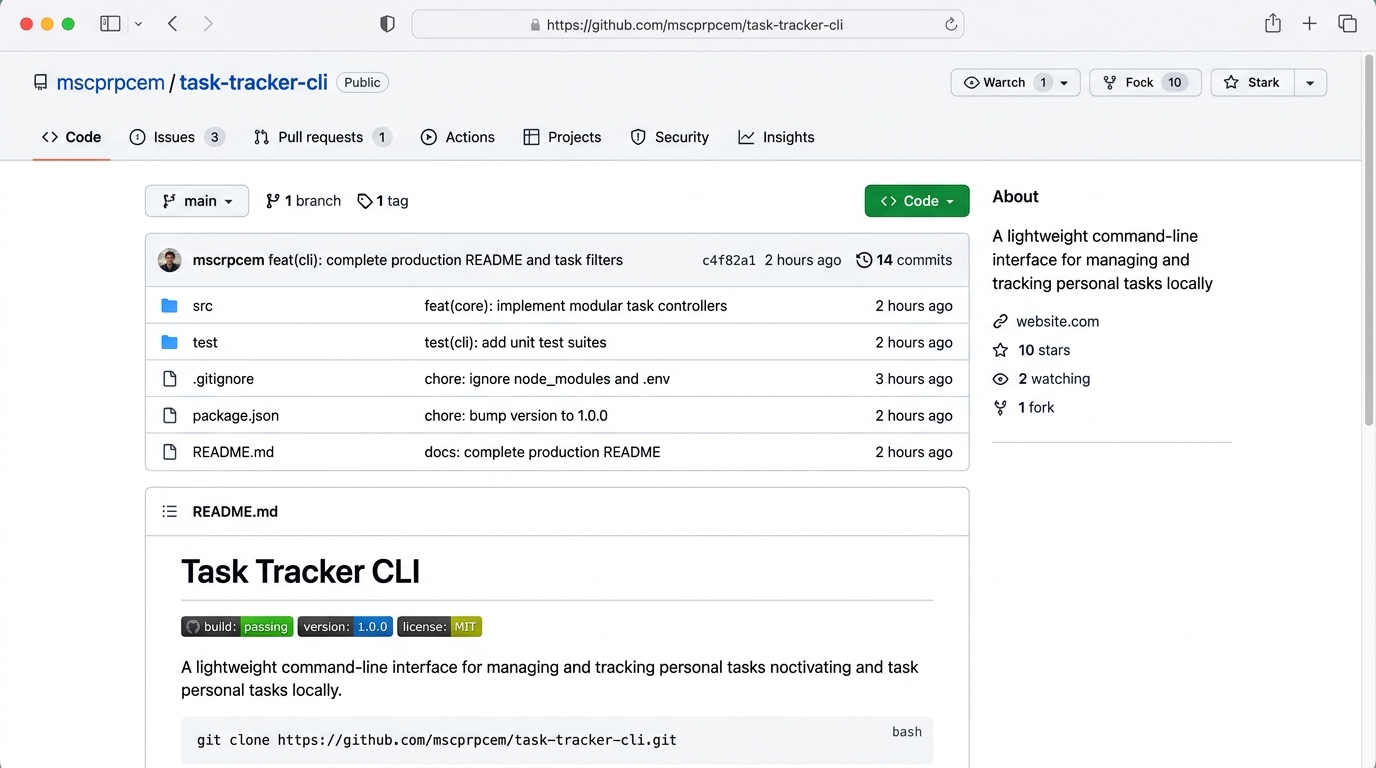 https://github.com/mscprpcem/task-tracker-cli
mscprpcem / task-tracker-cli Public
Wartch 1
Fock 10
Stark
Code
Issues 3
Pull requests 1
Actions
Projects
Security
Insights
main
1 branch
1 tag
Code
mscrpcem feat(cli): complete production README and task filters c4f82a1 2 hours ago 14 commits
src feat(core): implement modular task controllers 2 hours ago
test test(cli): add unit test suites 2 hours ago
.gitignore chore: ignore node_modules and .env 3 hours ago
package.json chore: bump version to 1.0.0 2 hours ago
README.md docs: complete production README 2 hours ago
About
A lightweight command-line
interface for managing and
tracking personal tasks locally
website.com
10 stars
2 watching
1 fork
README.md
Task Tracker CLI
build: passing version: 1.0.0 license: MIT
A lightweight command-line interface for managing and tracking personal tasks noctivating and task
personal tasks locally.
bash
git clone https://github.com/mscprpcem/task-tracker-cli.git